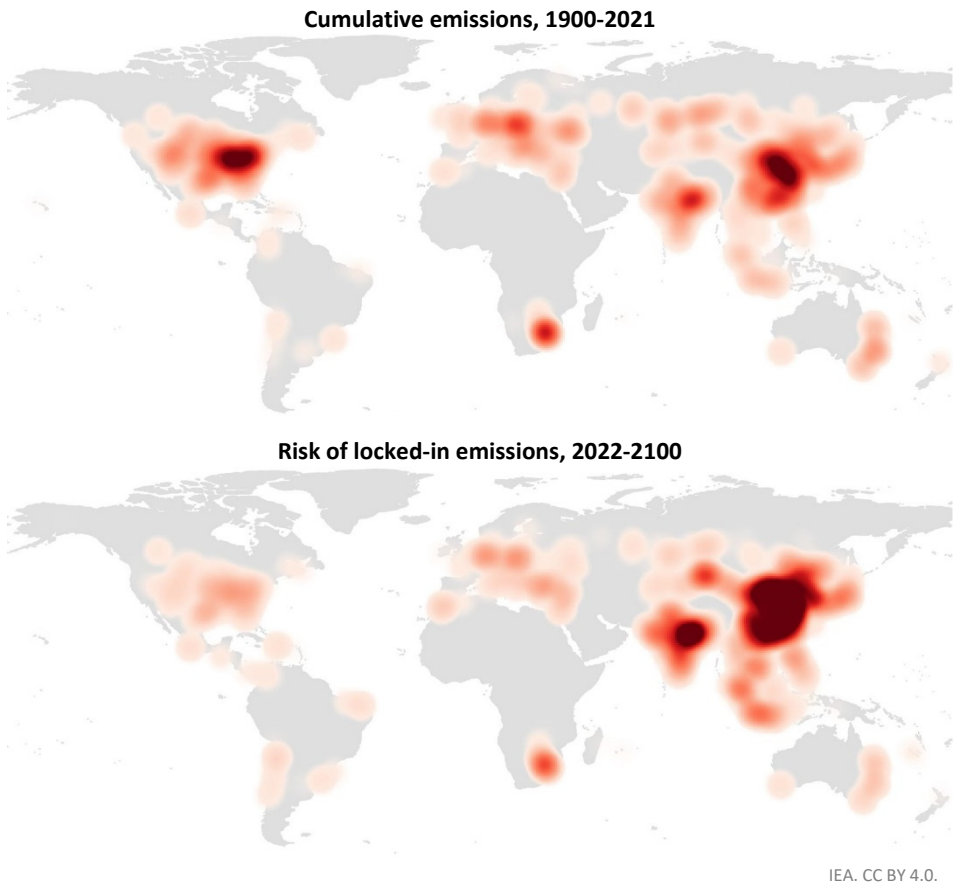 Cumulative emissions, 1900-2021
Risk of locked-in emissions, 2022-2100
IEA. CC BY 4.0.